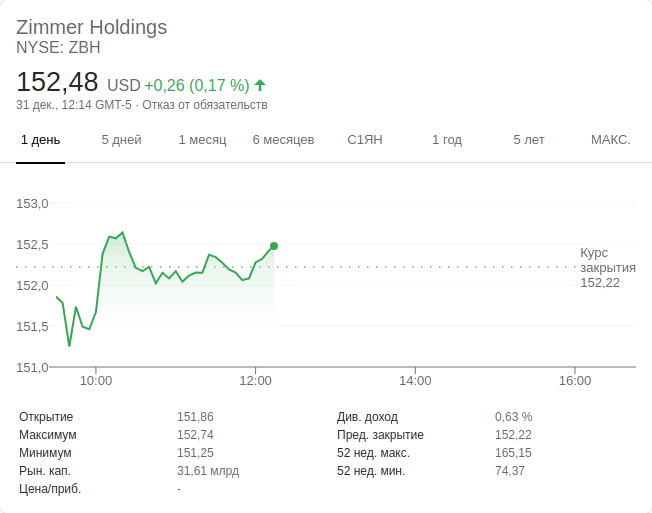 Zimmer Holdings
NYSE: ZBH
152,48 USD +0,26 (0,17 %)
31 дек., 12:14 GMT-5 · Отказ от обязательств
1 день 5 дней 1 месяц 6 месяцев С1ЯН 1 год 5 лет МАКС.
153,0
152,5
Курс
закрытия
152,22
152,0
151,5
151,0
10:00 12:00 14:00 16:00
Открытие 151,86 Див. доход 0,63 %
Максимум 152,74 Пред. закрытие 152,22
Минимум 151,25 52 нед. макс. 165,15
Рын. кап. 31,61 млрд 52 нед. мин. 74,37
Цена/приб. -